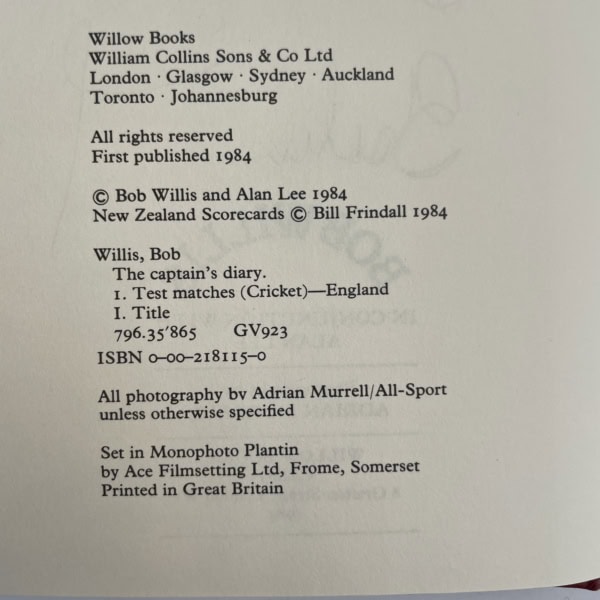 Willow Books
William Collins Sons & Co Ltd
London · Glasgow · Sydney · Auckland
Toronto · Johannesburg
All rights reserved
First published 1984
© Bob Willis and Alan Lee 1984
New Zealand Scorecards © Bill Frindall 1984
Willis, Bob
The captain's diary.
1. Test matches (Cricket)—England
I. Title
796.35'865 GV923
ISBN 0-00-218115-0
All photography by Adrian Murrell/All-Sport
unless otherwise specified
Set in Monophoto Plantin
by Ace Filmsetting Ltd, Frome, Somerset
Printed in Great Britain